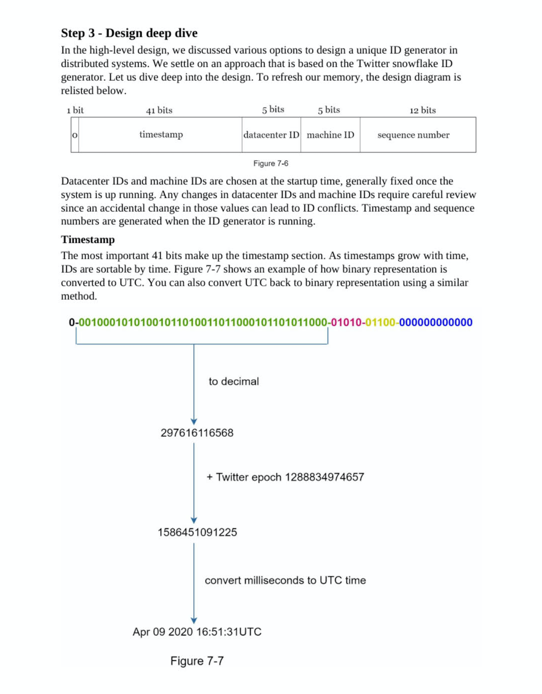 Step 3 - Design deep dive
In the high-level design, we discussed various options to design a unique ID generator in
distributed systems. We settle on an approach that is based on the Twitter snowflake ID
generator. Let us dive deep into the design. To refresh our memory, the design diagram is
relisted below.
1 bit 41 bits 5 bits 5 bits 12 bits
0 timestamp datacenter ID machine ID sequence number
Figure 7-6
Datacenter IDs and machine IDs are chosen at the startup time, generally fixed once the
system is up running. Any changes in datacenter IDs and machine IDs require careful review
since an accidental change in those values can lead to ID conflicts. Timestamp and sequence
numbers are generated when the ID generator is running.
Timestamp
The most important 41 bits make up the timestamp section. As timestamps grow with time,
IDs are sortable by time. Figure 7-7 shows an example of how binary representation is
converted to UTC. You can also convert UTC back to binary representation using a similar
method.
0-00100010101001011010011011000101101011000-01010-01100-000000000000
to decimal
297616116568
+ Twitter epoch 1288834974657
1586451091225
convert milliseconds to UTC time
Apr 09 2020 16:51:31UTC
Figure 7-7